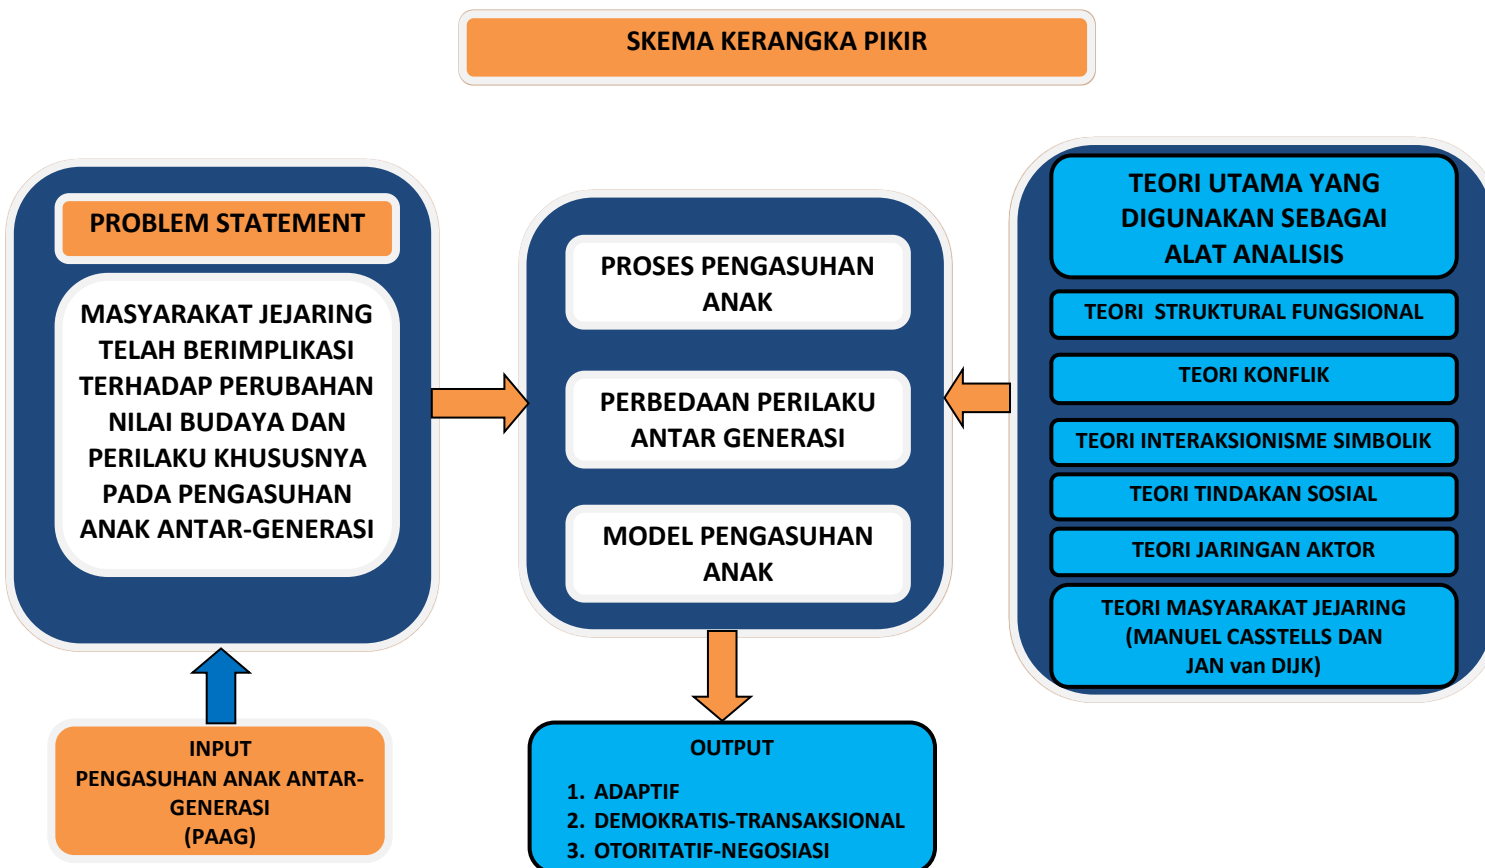 SKEMA KERANGKA PIKIR
PROBLEM STATEMENT
MASYARAKAT JEJARING
TELAH BERIMPLIKASI
TERHADAP PERUBAHAN
NILAI BUDAYA DAN
PERILAKU KHUSUSNYA
PADA PENGASUHAN
ANAK ANTAR-GENERASI
INPUT
PENGASUHAN ANAK ANTAR-
GENERASI
(PAAG)
PROSES PENGASUHAN
ANAK
PERBEDAAN PERILAKU
ANTAR GENERASI
MODEL PENGASUHAN
ANAK
OUTPUT
1. ADAPTIF
2. DEMOKRATIS-TRANSAKSIONAL
3. OTORITATIF-NEGOSIASI
TEORI UTAMA YANG
DIGUNAKAN SEBAGAI
ALAT ANALISIS
TEORI STRUKTURAL FUNGSIONAL
TEORI KONFLIK
TEORI INTERAKSIONISME SIMBOLIK
TEORI TINDAKAN SOSIAL
TEORI JARINGAN AKTOR
TEORI MASYARAKAT JEJARING
(MANUEL CASSTELLS DAN
JAN van DIJK)